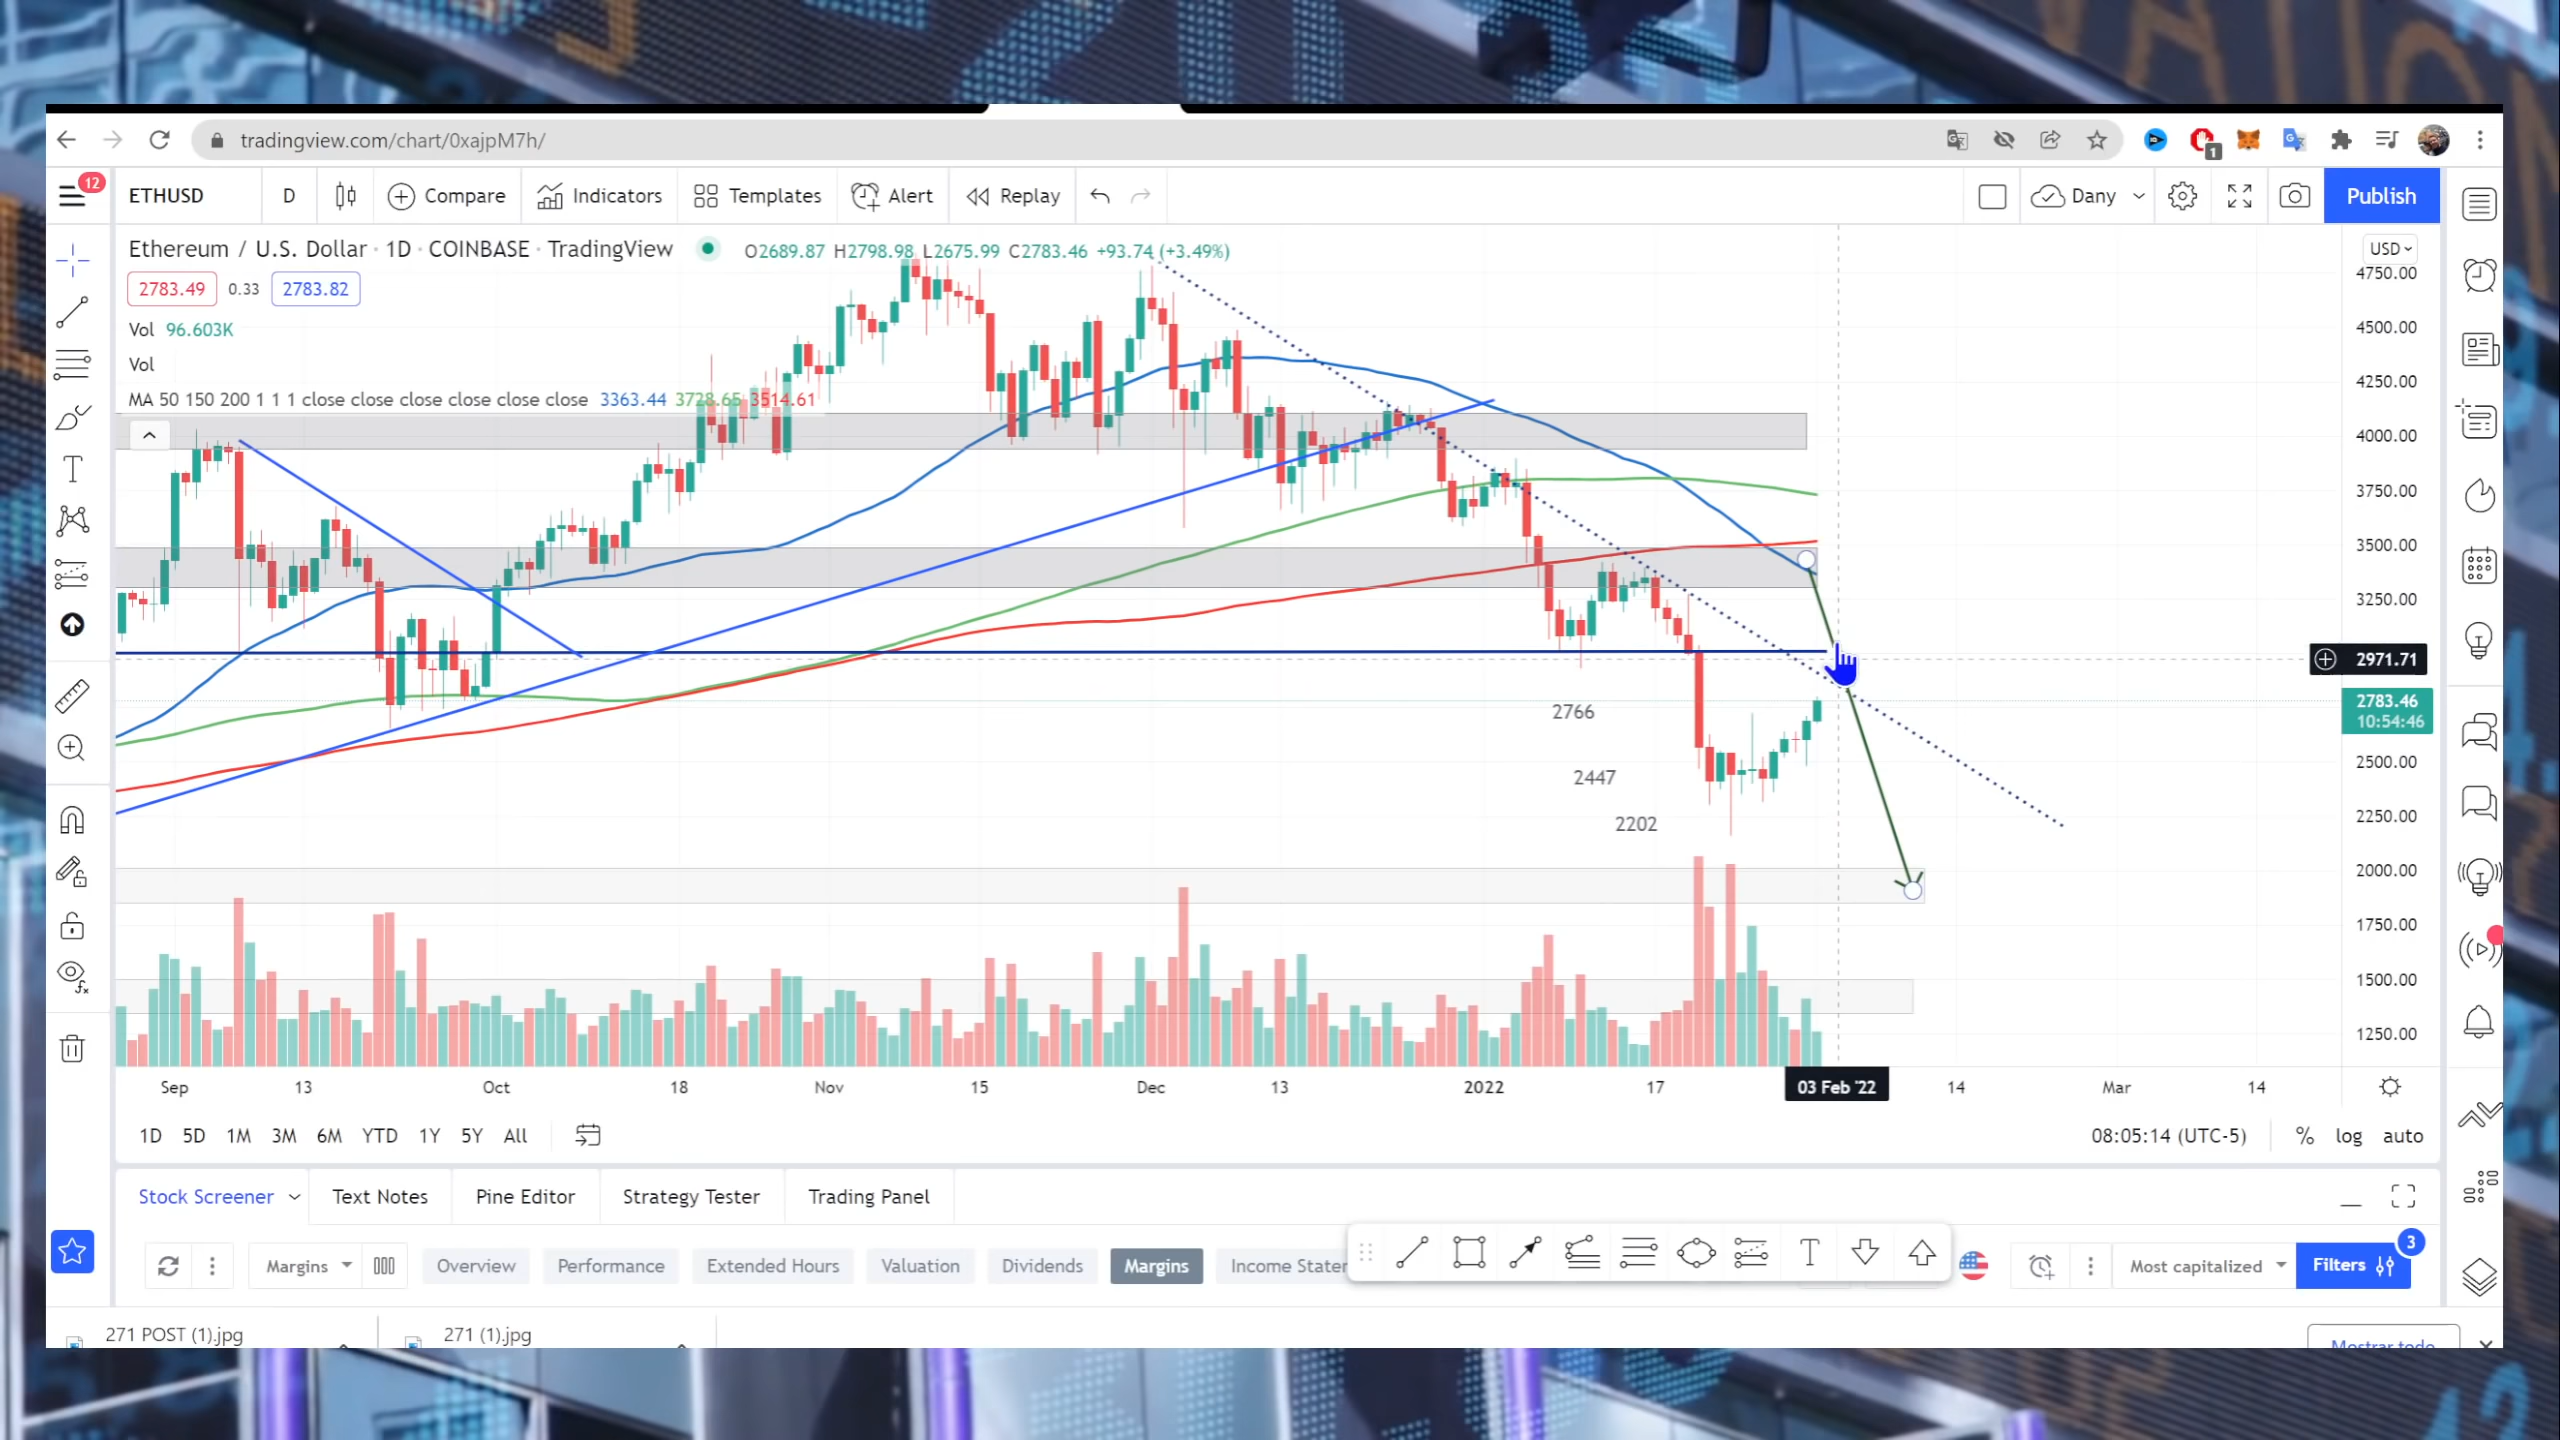 tradingview.com/chart/0xajpM7h/
1
12
ETHUSD D Compare Indicators Templates Alert Replay Dany Publish
Ethereum / U.S. Dollar · 1D · COINBASE · TradingView O2689.87 H2798.98 L2675.99 C2783.46 +93.74 (+3.49%)
USD
2783.49 0.33 2783.82
Vol 96.603K
Vol
MA 50 150 200 1 1 1 close close close close close close 3363.44 3728.65 3514.61
4750.00
4500.00
4250.00
4000.00
3750.00
3500.00
3250.00
2971.71
2783.46
10:54:46
2500.00
2250.00
2000.00
1750.00
1500.00
1250.00
2766
2447
2202
Sep 13 Oct 18 Nov 15 Dec 13 2022 17 03 Feb '22 14 Mar 14
1D 5D 1M 3M 6M YTD 1Y 5Y All 08:05:14 (UTC-5) % log auto
Stock Screener Text Notes Pine Editor Strategy Tester Trading Panel
Margins Overview Performance Extended Hours Valuation Dividends Margins Income Stater T Most capitalized Filters 3
271 POST (1).jpg 271 (1).jpg Mostrar todo